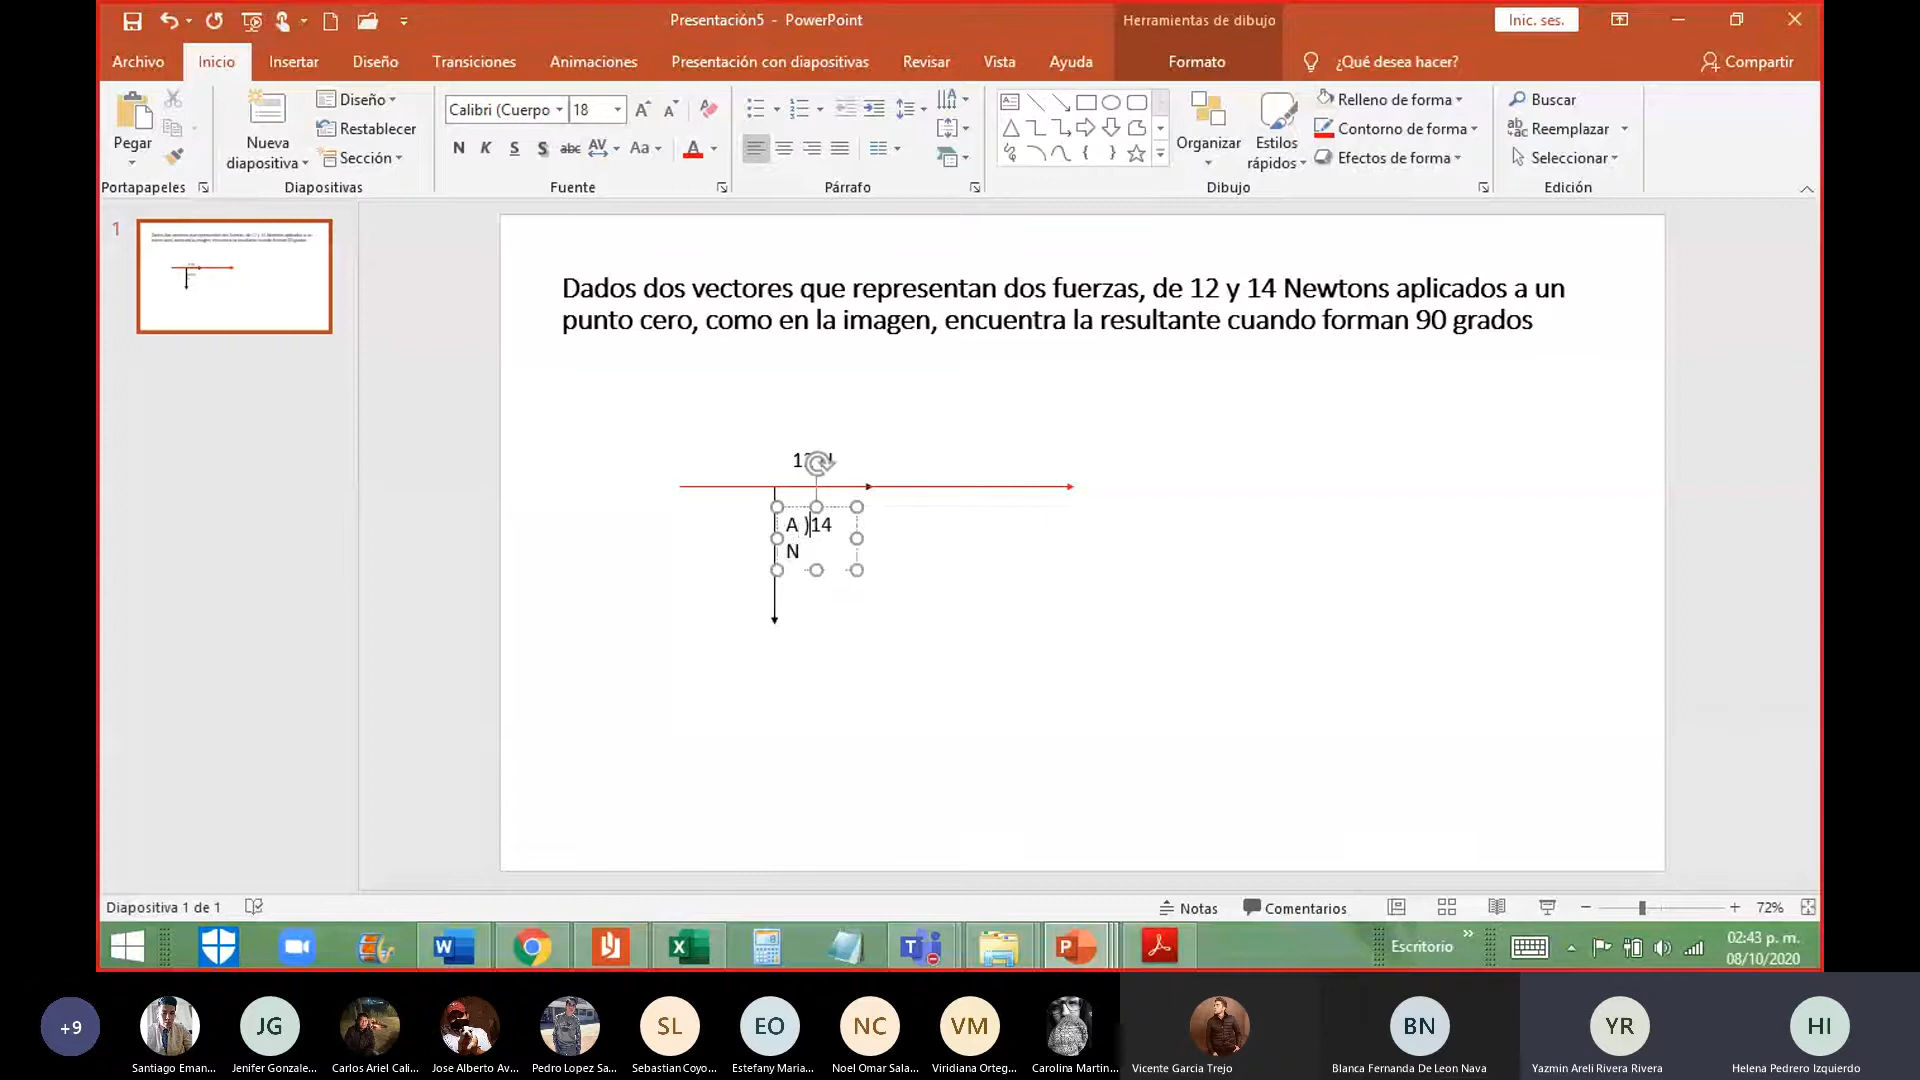 Presentación5 - PowerPoint
Herramientas de dibujo
Inic. ses.
Archivo
Inicio
Insertar
Diseño
Transiciones
Animaciones
Presentación con diapositivas
Revisar
Vista
Ayuda
Formato
¿Qué desea hacer?
Compartir
Pegar
Portapapeles
Nueva
diapositiva
Diseño
Restablecer
Sección
Diapositivas
Calibri (Cuerpo
18
N K S S abc AV Aa A
Fuente
Párrafo
Organizar
Estilos
rápidos
Relleno de forma
Contorno de forma
Efectos de forma
Dibujo
Buscar
Reemplazar
Seleccionar
Edición
1
Dados dos vectores que representan dos fuerzas, de 12 y 14 Newtons aplicados a un
punto cero, como en la imagen, encuentra la resultante cuando forman 90 grados
A )14
N
Diapositiva 1 de 1
Notas
Comentarios
72%
Escritorio
02:43 p. m.
08/10/2020
+9
JG
SL
EO
NC
VM
BN
YR
HI
Santiago Eman...
Jenifer Gonzale...
Carlos Ariel Cali...
Jose Alberto Av...
Pedro Lopez Sa...
Sebastian Coyo...
Estefany Maria...
Noel Omar Sala...
Viridiana Orteg...
Carolina Martin...
Vicente Garcia Trejo
Blanca Fernanda De Leon Nava
Yazmin Areli Rivera Rivera
Helena Pedrero Izquierdo